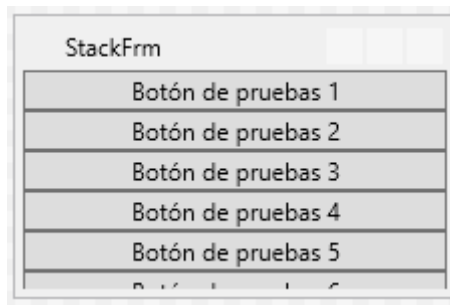 StackFrm
Botón de pruebas 1
Botón de pruebas 2
Botón de pruebas 3
Botón de pruebas 4
Botón de pruebas 5